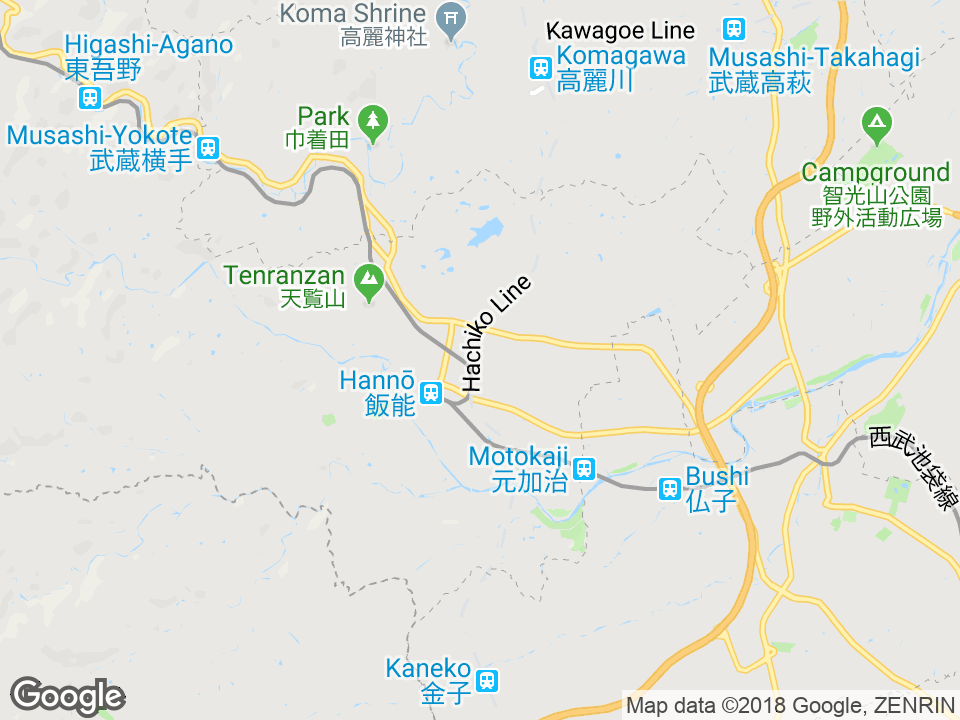 Koma Shrine
高麗神社
Kawagoe Line
Higashi-Agano
東吾野
Komagawa
高麗川
Musashi-Takahagi
武蔵高萩
Park
巾着田
Musashi-Yokote
武蔵横手
Campground
智光山公園
野外活動広場
Tenranzan
天覧山
Hachiko Line
Hannō
飯能
西武池袋線
Motokaji
元加治
Bushi
仏子
Kaneko
金子
Google
Map data ©2018 Google, ZENRIN